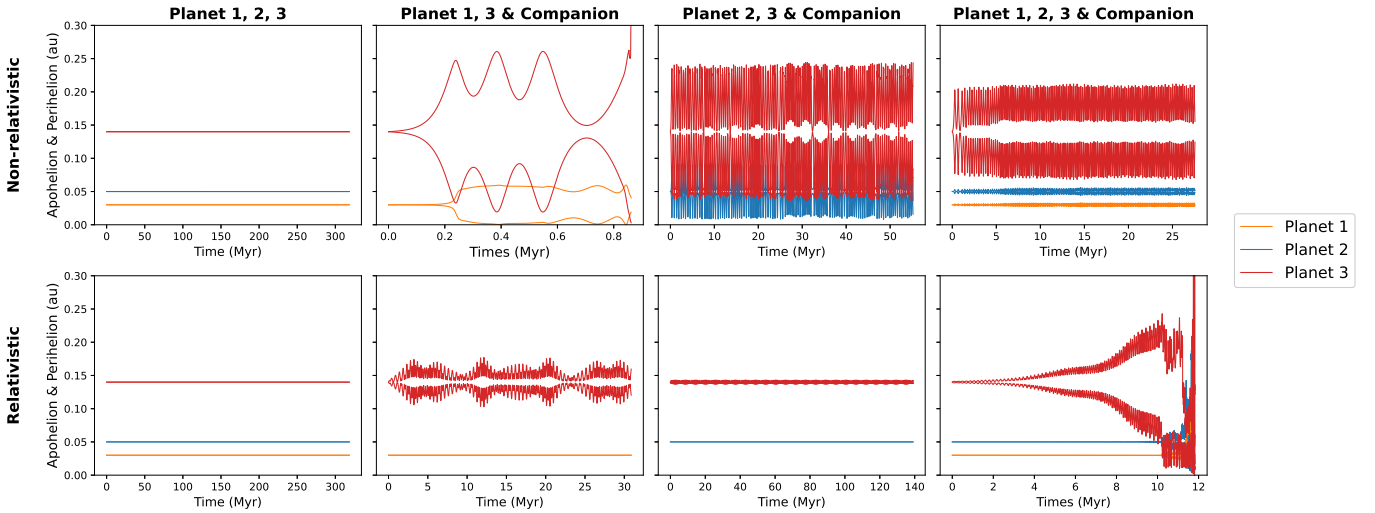 Planet 1, 2, 3
Planet 1, 3 & Companion
Planet 2, 3 & Companion
Planet 1, 2, 3 & Companion
Non-relativistic
Apohelion & Perihelion (au)
0.30
0.25
0.20
0.15
0.10
0.05
0.00
0 50 100 150 200 250 300
Time (Myr)
0.0 0.2 0.4 0.6 0.8
Times (Myr)
0 10 20 30 40 50
Time (Myr)
0 5 10 15 20 25
Time (Myr)
Planet 1
Planet 2
Planet 3
Relativistic
Apohelion & Perihelion (au)
0.30
0.25
0.20
0.15
0.10
0.05
0.00
0 50 100 150 200 250 300
Time (Myr)
0 5 10 15 20 25 30
Time (Myr)
0 20 40 60 80 100 120 140
Time (Myr)
0 2 4 6 8 10 12
Times (Myr)